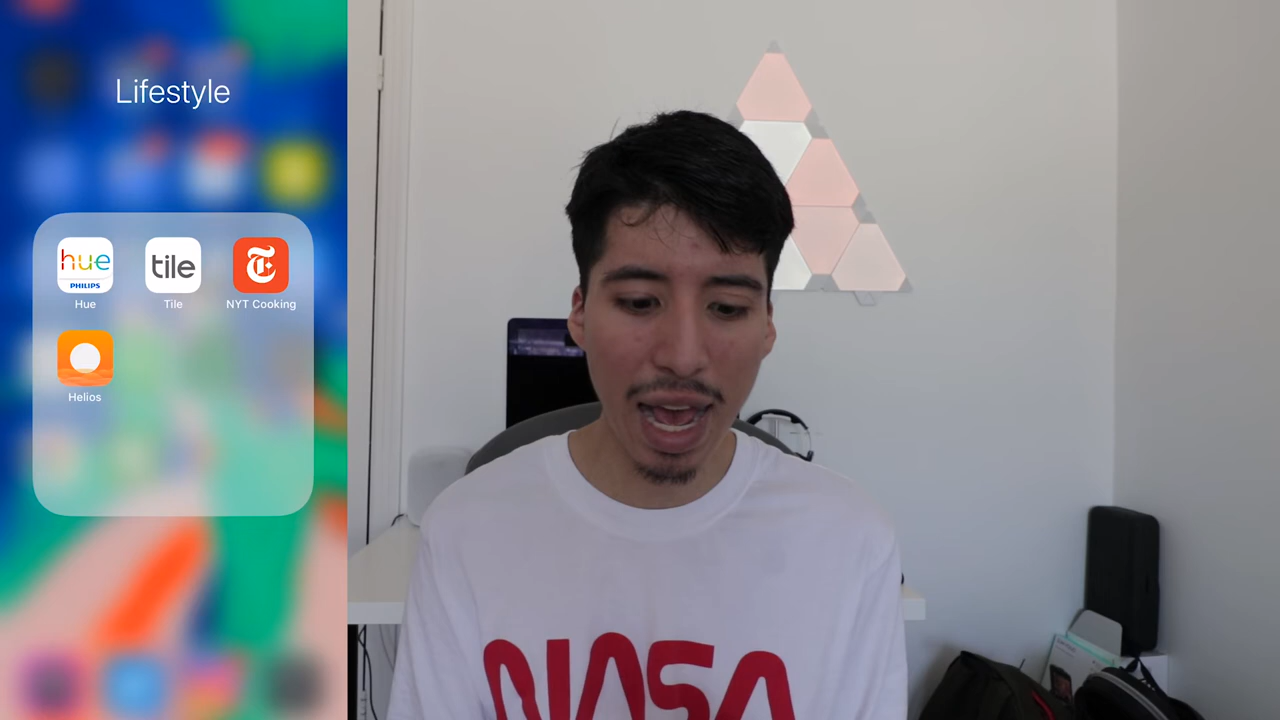 Lifestyle
hue
PHILIPS
tile
Hue
Tile
NYT Cooking
Helios
NASA